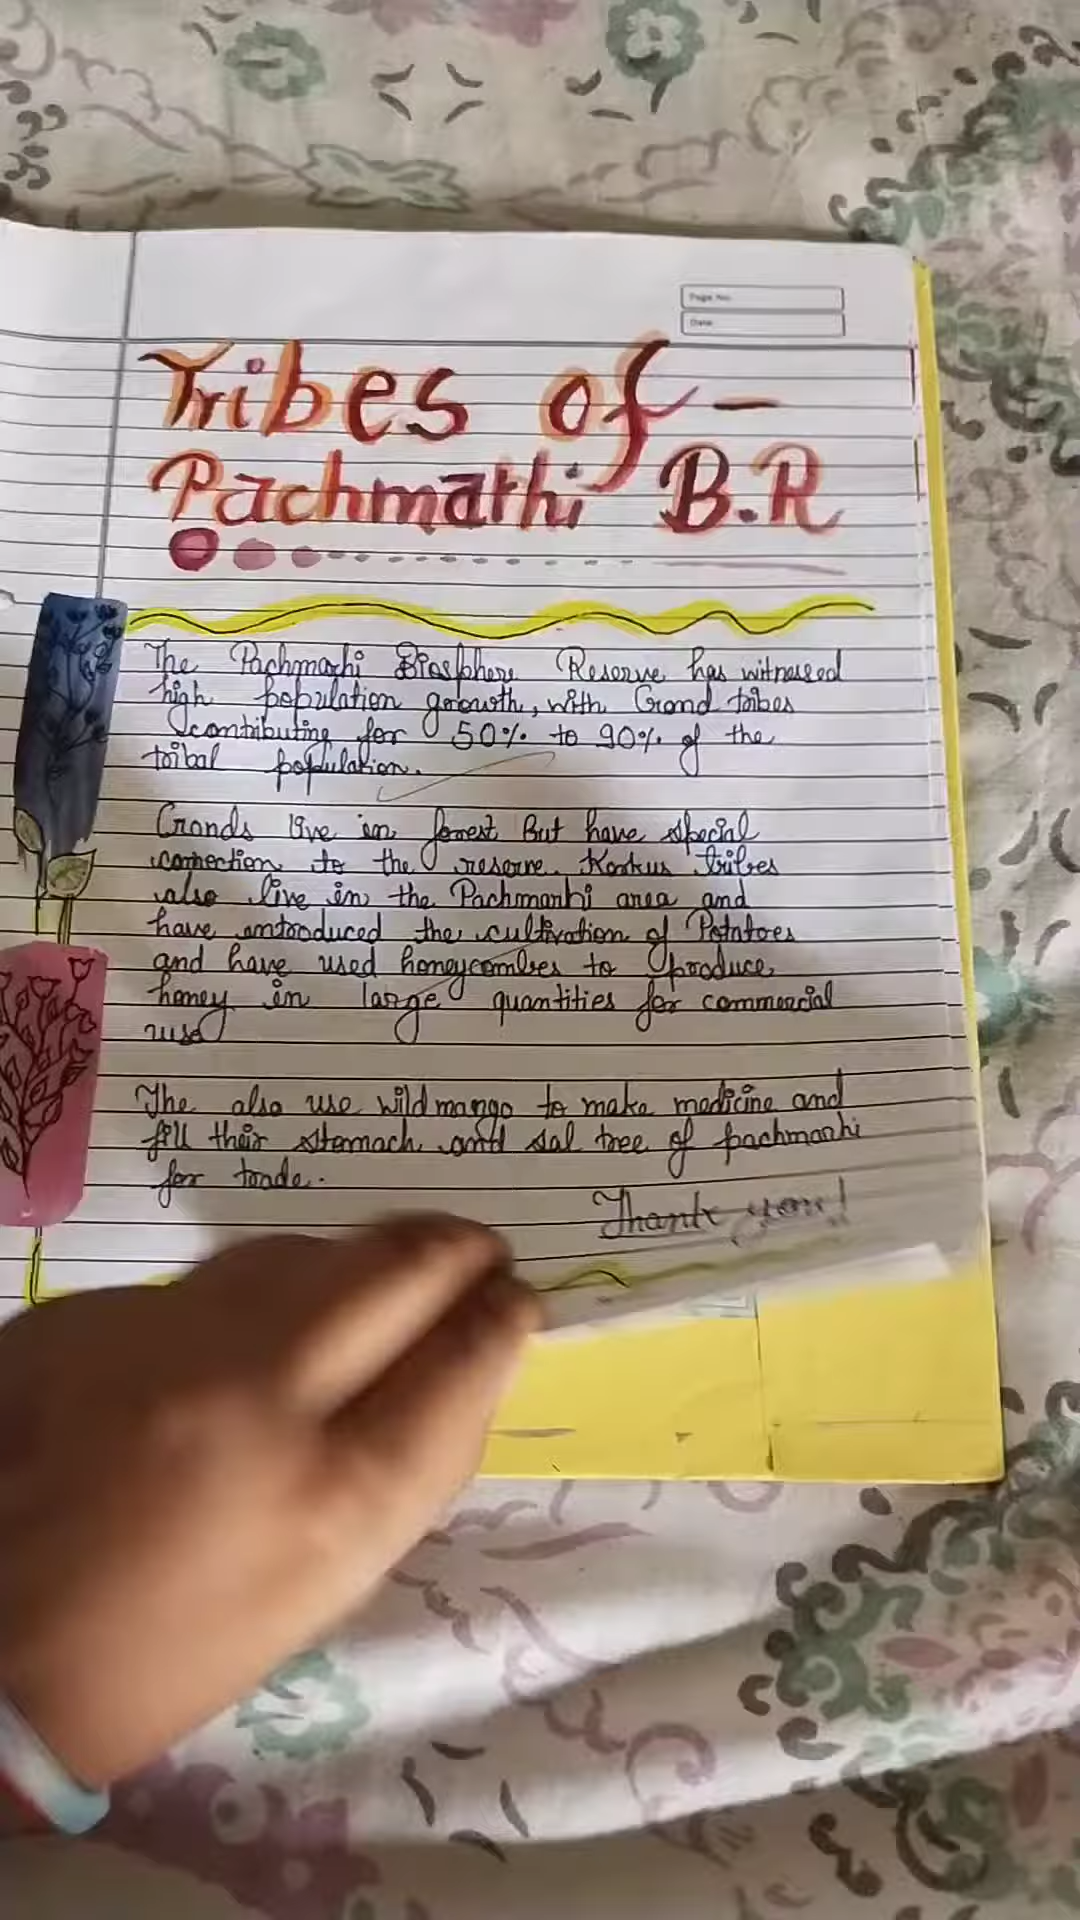 Page No:
Date:
Tribes of -
Pachmathi B.R
The Pachmarhi Biosphere Reserve has witnessed
high population growth, with Grond tribes
contributing for 50% to 90% of the
tribal population.
Gronds live in forest But have special
connection to the reserve. Korkus tribes
also live in the Pachmarhi area and
have introduced the cultivation of Potatoes
and have used honeycombes to produce
honey in large quantities for commercial
use
The also use wild mango to make medicine and
fill their stomach and sal tree of pachmarhi
for trade.
Thank you!